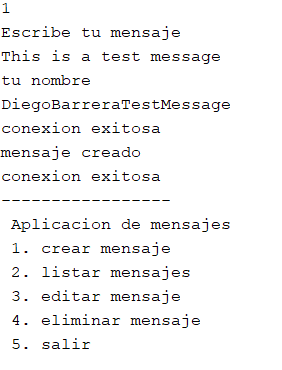 1
Escribe tu mensaje
This is a test message
tu nombre
DiegoBarreraTestMessage
conexion exitosa
mensaje creado
conexion exitosa
-----------------
 Aplicacion de mensajes
 1. crear mensaje
 2. listar mensajes
 3. editar mensaje
 4. eliminar mensaje
 5. salir